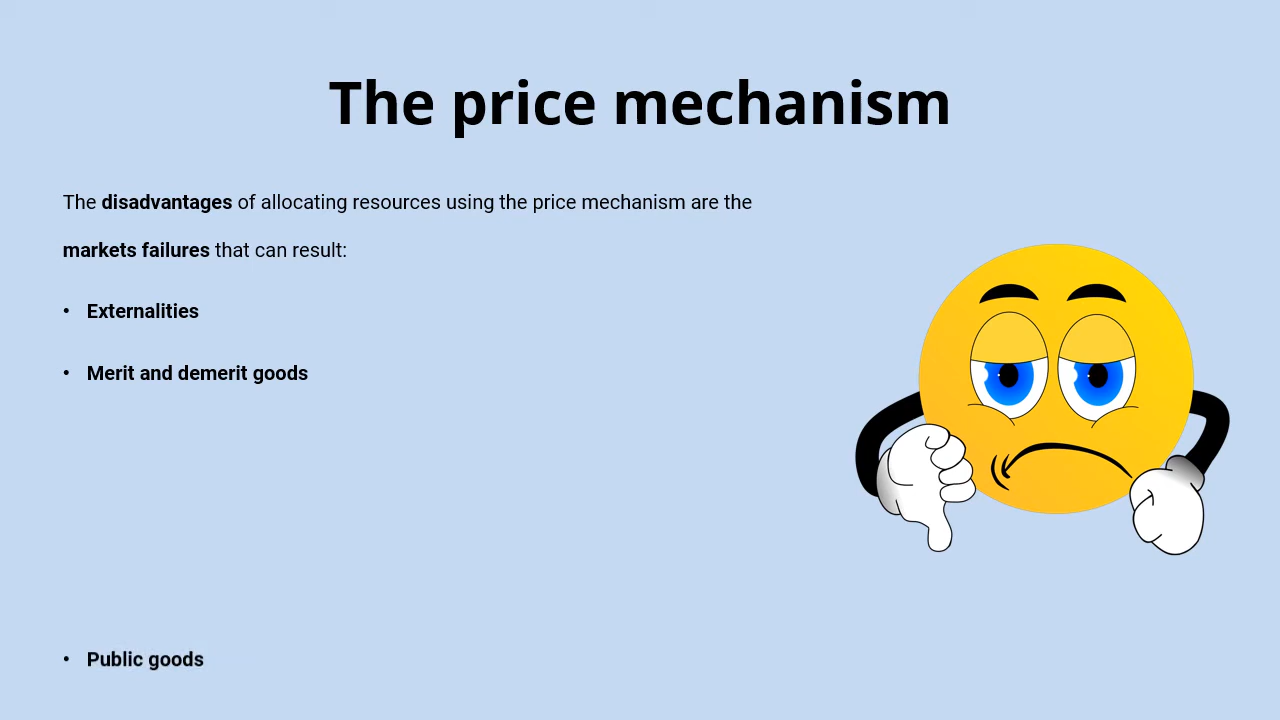 The price mechanism
The disadvantages of allocating resources using the price mechanism are the
markets failures that can result:
• Externalities
• Merit and demerit goods
• Public goods